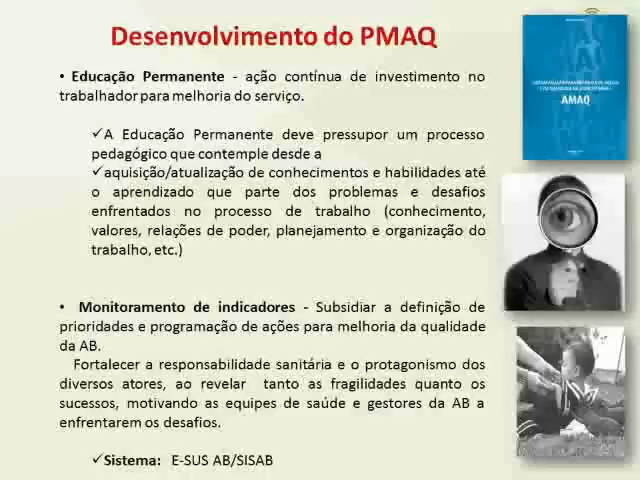 Desenvolvimento do PMAQ
• Educação Permanente - ação contínua de investimento no
trabalhador para melhoria do serviço.
✓A Educação Permanente deve pressupor um processo
pedagógico que contemple desde a
✓aquisição/atualização de conhecimentos e habilidades até
o aprendizado que parte dos problemas e desafios
enfrentados no processo de trabalho (conhecimento,
valores, relações de poder, planejamento e organização do
trabalho, etc.)
• Monitoramento de indicadores - Subsidiar a definição de
prioridades e programação de ações para melhoria da qualidade
da AB.
Fortalecer a responsabilidade sanitária e o protagonismo dos
diversos atores, ao revelar tanto as fragilidades quanto os
sucessos, motivando as equipes de saúde e gestores da AB a
enfrentarem os desafios.
✓Sistema: E-SUS AB/SISAB
AMAQ